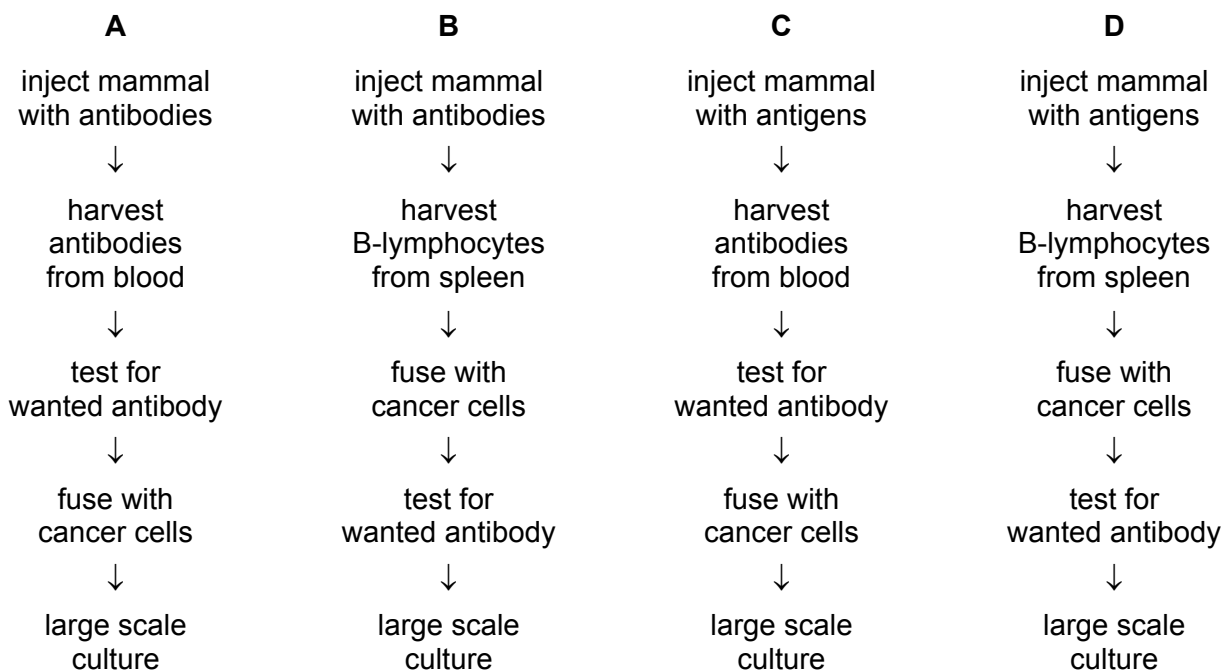 A
inject mammal
with antibodies
↓
harvest
antibodies
from blood
↓
test for
wanted antibody
↓
fuse with
cancer cells
↓
large scale
culture
B
inject mammal
with antibodies
↓
harvest
B-lymphocytes
from spleen
↓
fuse with
cancer cells
↓
test for
wanted antibody
↓
large scale
culture
C
inject mammal
with antigens
↓
harvest
antibodies
from blood
↓
test for
wanted antibody
↓
fuse with
cancer cells
↓
large scale
culture
D
inject mammal
with antigens
↓
harvest
B-lymphocytes
from spleen
↓
fuse with
cancer cells
↓
test for
wanted antibody
↓
large scale
culture